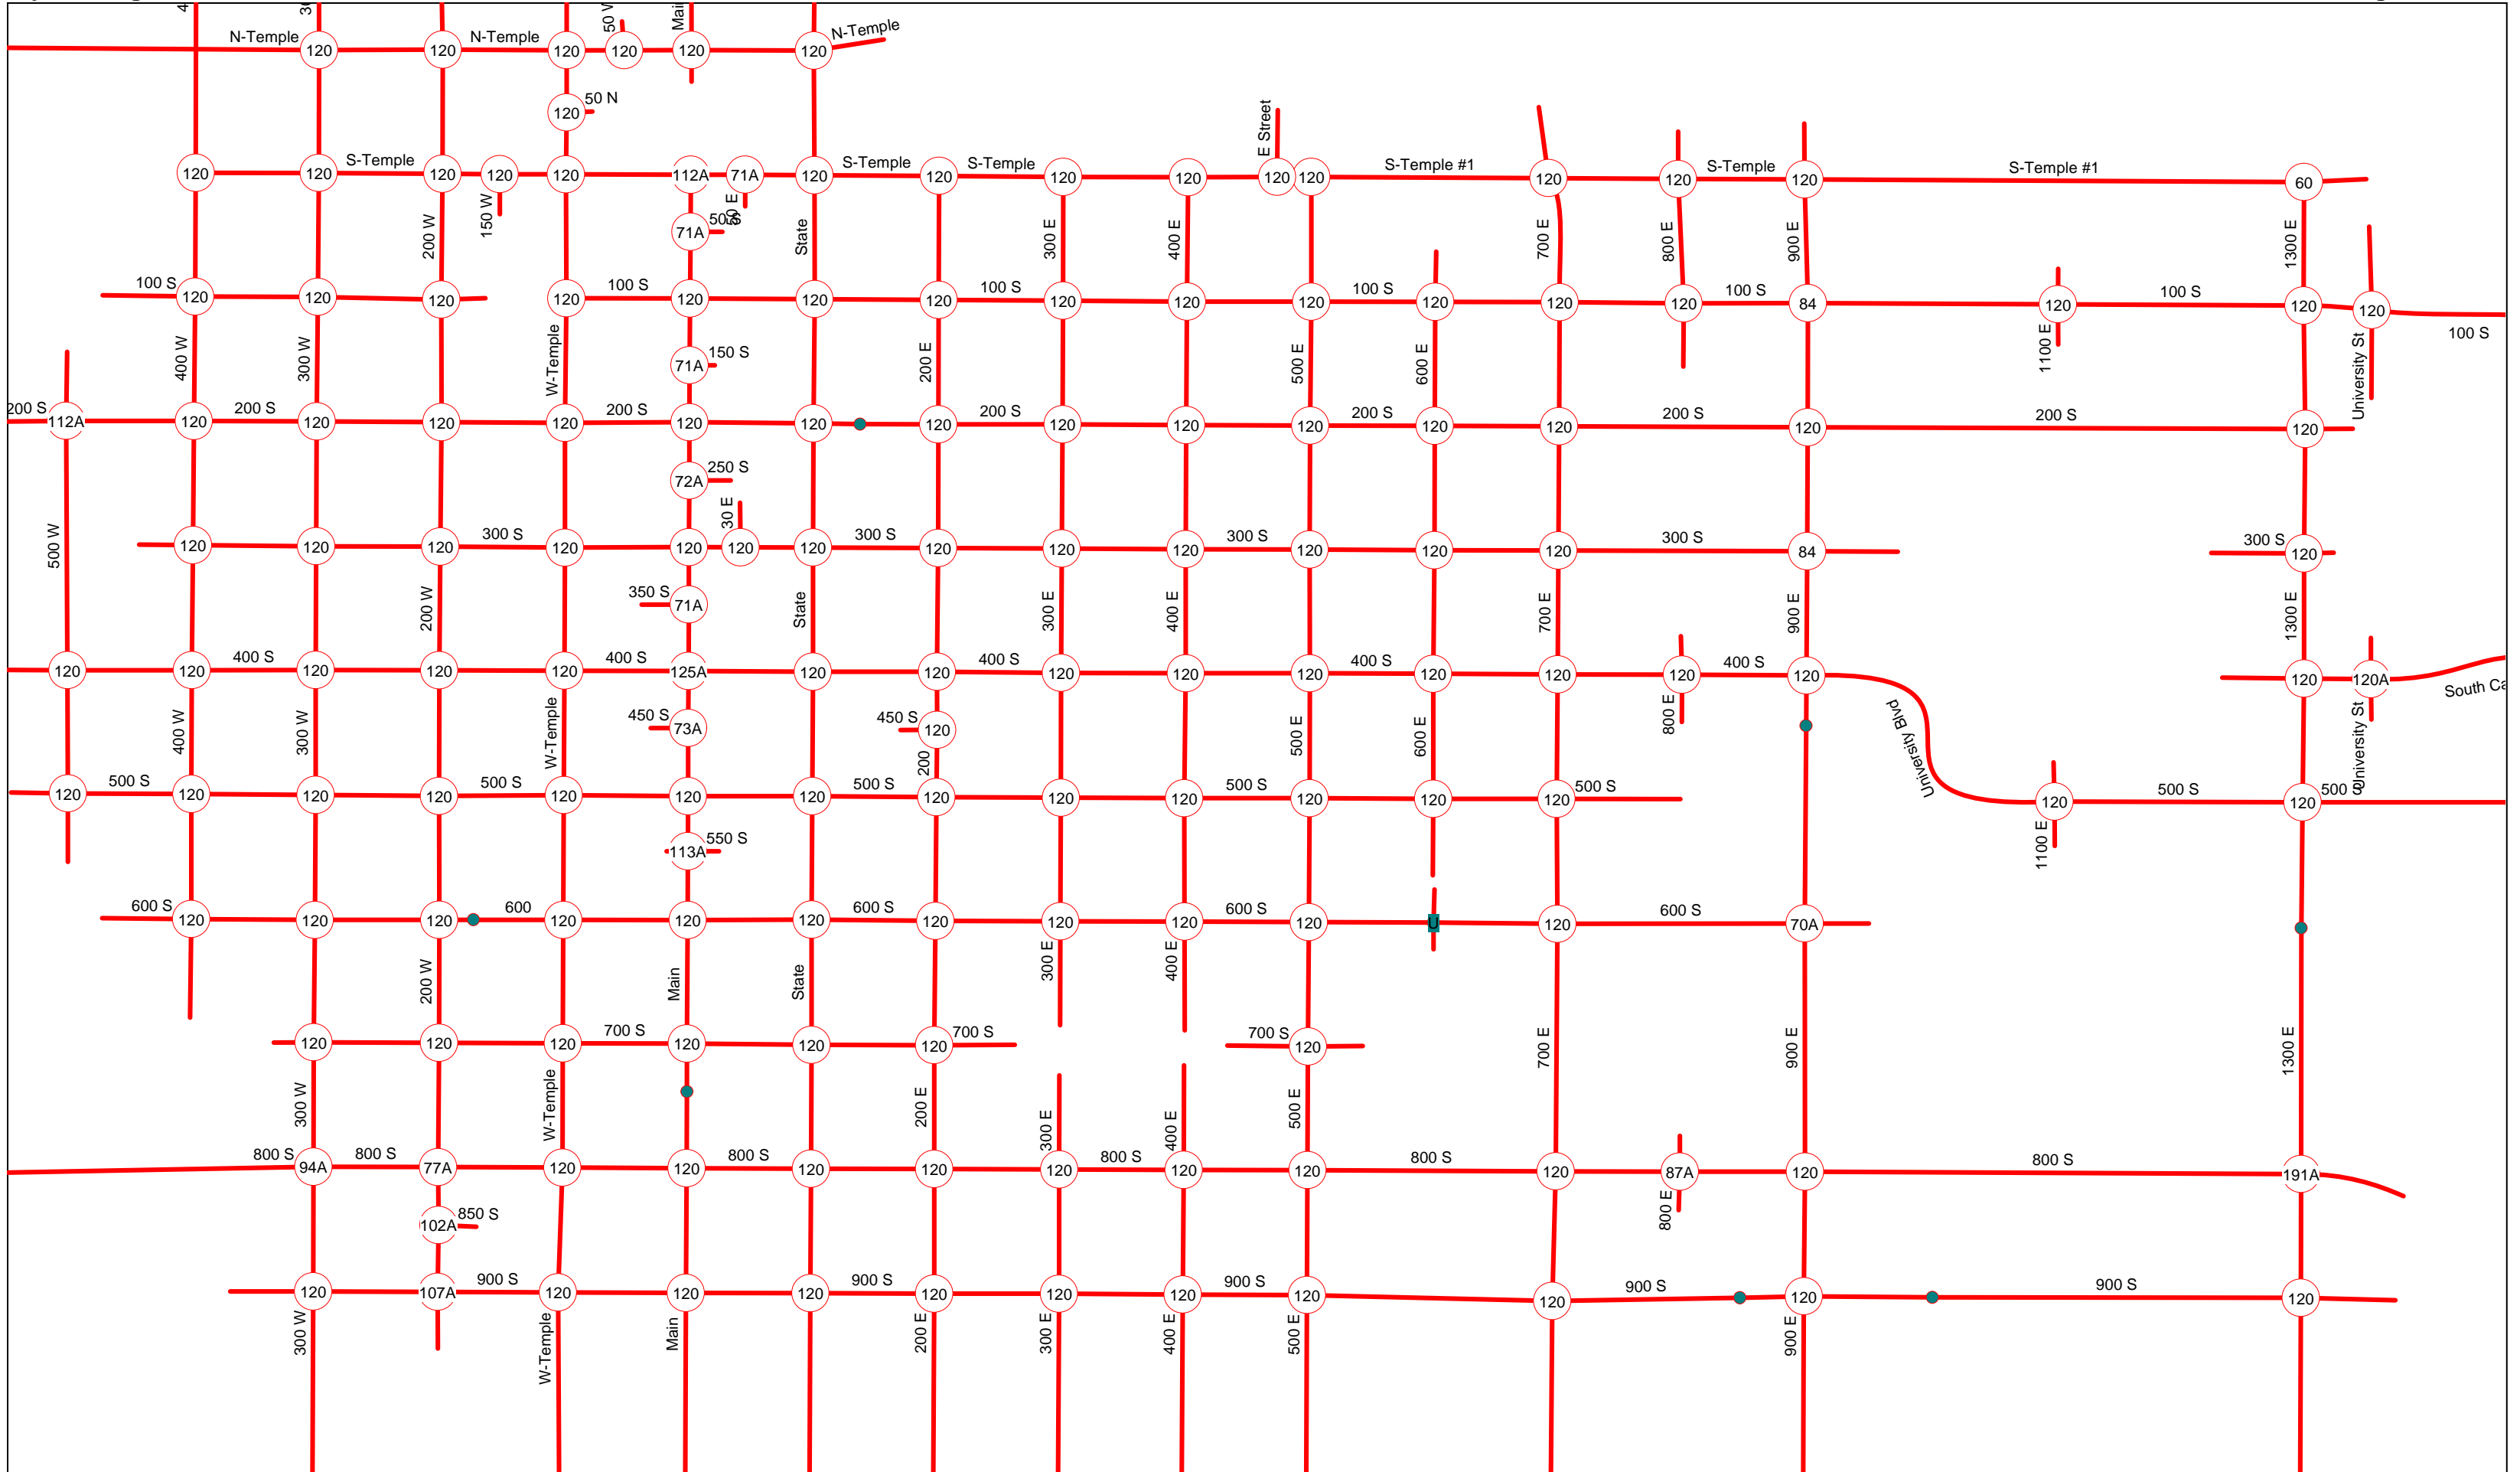 N-Temple N-Temple N-Temple
120 120 120 120 120 120
120 50 N
E Street
S-Temple S-Temple S-Temple S-Temple #1 S-Temple S-Temple #1
120 120 120 120 120 112A 71A 120 120 120 120 120 120 120 120 120 60
150 W 50 E
71A 50 S
200 W State 300 E 400 E 700 E 800 E 900 E 1300 E
100 S 100 S 100 S 100 S 100 S 100 S 100 S
120 120 120 120 120 120 120 120 120 120 120 120 120 84 120 120 120
400 W 300 W W-Temple 200 E 500 E 600 E 1100 E University St
71A 150 S
200 S 200 S 200 S 200 S 200 S 200 S 200 S
112A 120 120 120 120 120 120 120 120 120 120 120 120 120 120
72A 250 S
500 W 30 E
300 S 300 S 300 S 300 S 300 S
120 120 120 120 120 120 120 120 120 120 120 120 120 84 120
350 S 71A
200 W State 300 E 400 E 700 E 900 E 1300 E
400 S 400 S 400 S 400 S 400 S
120 120 120 120 120 125A 120 120 120 120 120 120 120 120 120 120 120A
400 W 300 W W-Temple 500 E 600 E 800 E University Blvd University St
450 S 73A 450 S 120
200
500 S 500 S 500 S 500 S 500 S 500 S 500 S
120 120 120 120 120 120 120 120 120 120 120 120 120 120 120
113A 550 S
1100 E
600 S 600 600 S 600 S 600 S
120 120 120 120 120 120 120 120 120 120 U 120 70A
200 W Main State 300 E 400 E
700 S 700 S 700 S
120 120 120 120 120 120 120
300 W W-Temple 200 E 300 E 400 E 500 E 700 E 900 E 1300 E
800 S 800 S 800 S 800 S 800 S 800 S
94A 77A 120 120 120 120 120 120 120 120 87A 120 191A
102A 850 S
800 E
900 S 900 S 900 S 900 S 900 S
120 107A 120 120 120 120 120 120 120 120 120 120
300 W W-Temple Main 200 E 300 E 400 E 500 E 900 E